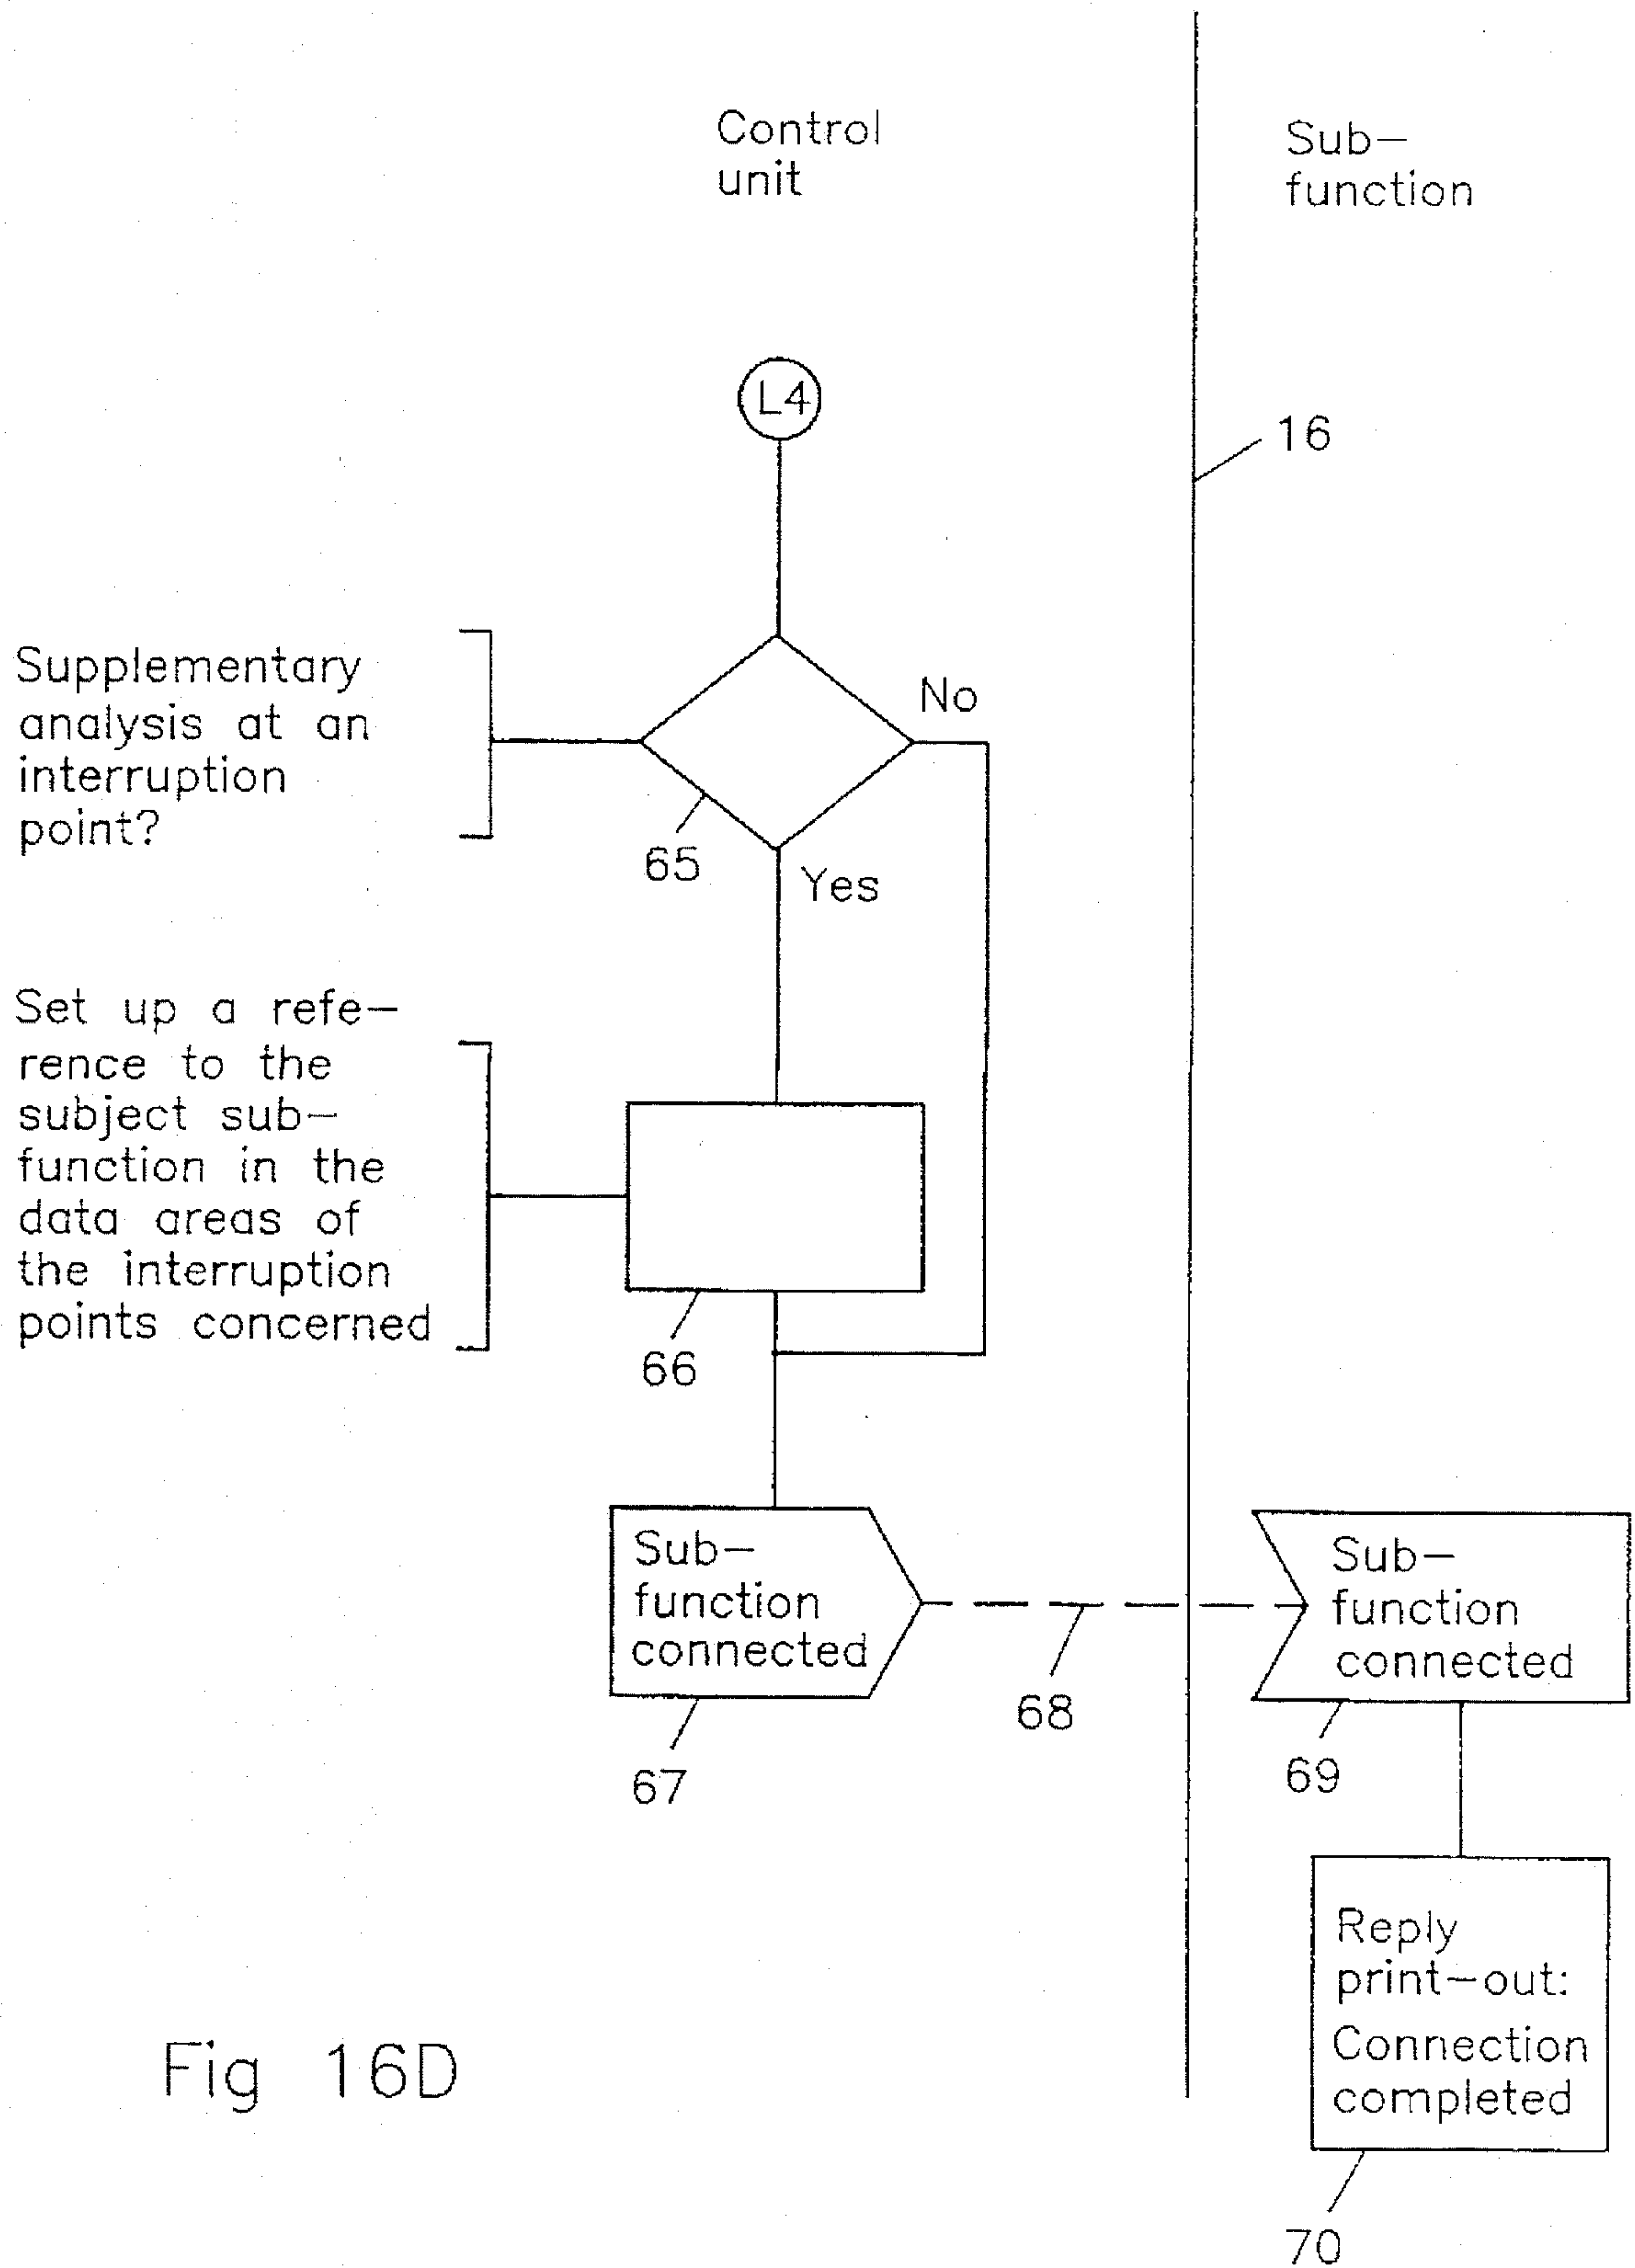 Control
unit
Sub-
function
L4
16
Supplementary
analysis at an
interruption
point?
No
65
Yes
Set up a refe-
rence to the
subject sub-
function in the
data areas of
the interruption
points concerned
66
Sub-
function
connected
67
68
Sub-
function
connected
69
Reply
print-out:
Connection
completed
70
Fig 16D